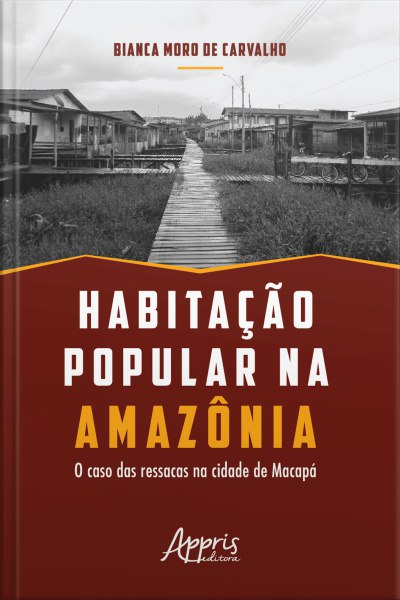 BIANCA MORO DE CARVALHO
HABITAÇÃO
POPULAR NA
AMAZÔNIA
O caso das ressacas na cidade de Macapá
Appris
editora